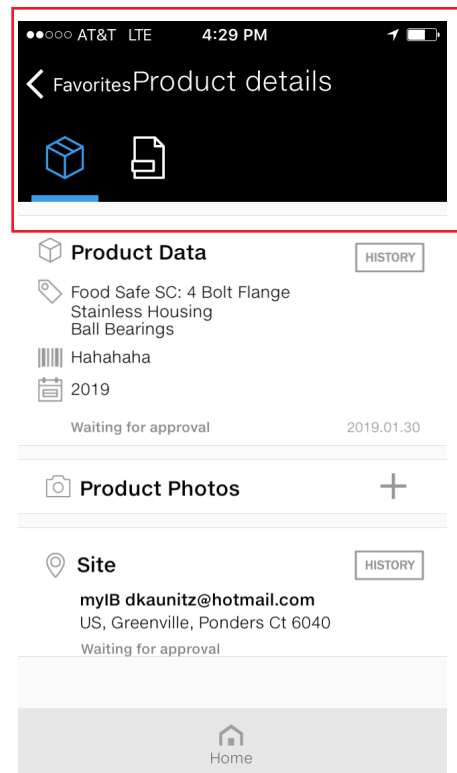 AT&T LTE 4:29 PM
Favorites Product details
Product Data
HISTORY
Food Safe SC: 4 Bolt Flange
Stainless Housing
Ball Bearings
Hahahaha
2019
Waiting for approval 2019.01.30
Product Photos
Site
HISTORY
myIB dkaunitz@hotmail.com
US, Greenville, Ponders Ct 6040
Waiting for approval
Home